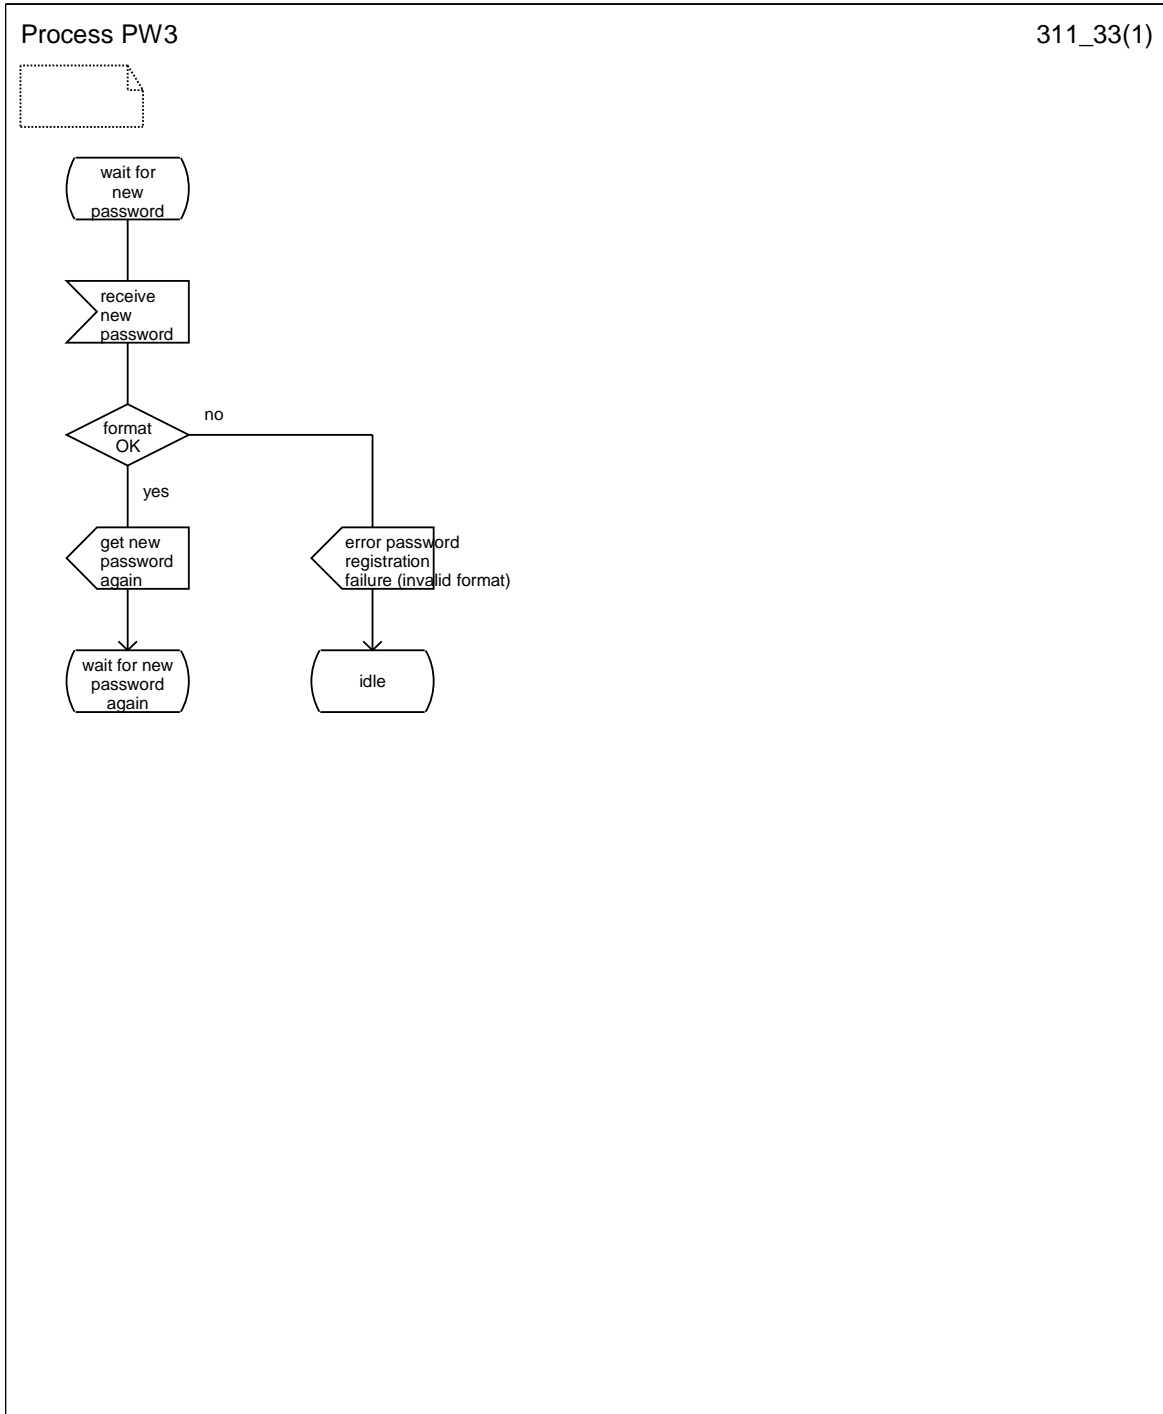 Process PW3
311_33(1)
wait for
new
password
receive
new
password
format
OK
no
yes
get new
password
again
error password
registration
failure (invalid format)
wait for new
password
again
idle